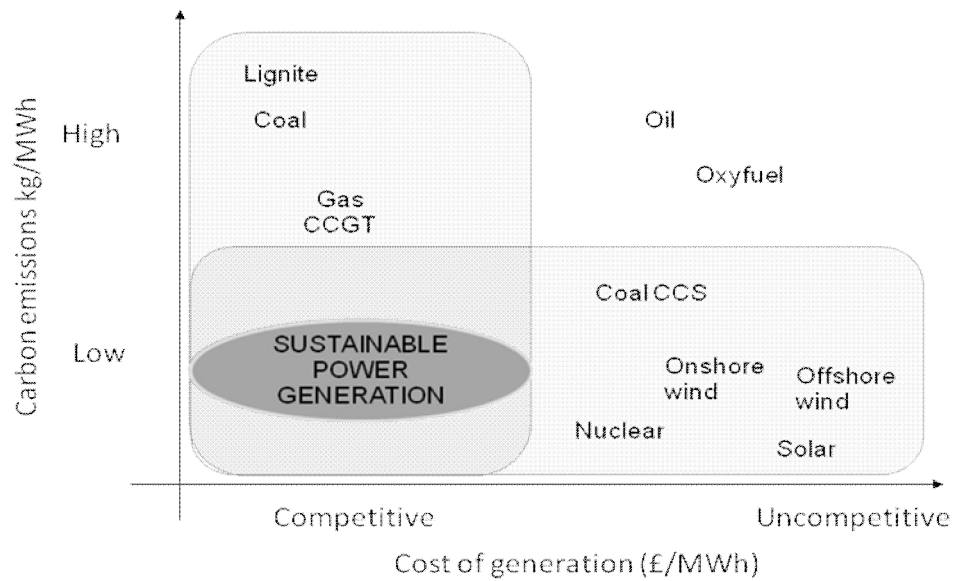 Carbon emissions kg/MWh
High
Low
Lignite
Coal
Gas
CCGT
Oil
Oxyfuel
Coal CCS
SUSTAINABLE
POWER
GENERATION
Onshore
wind
Offshore
wind
Nuclear
Solar
Competitive
Uncompetitive
Cost of generation (£/MWh)